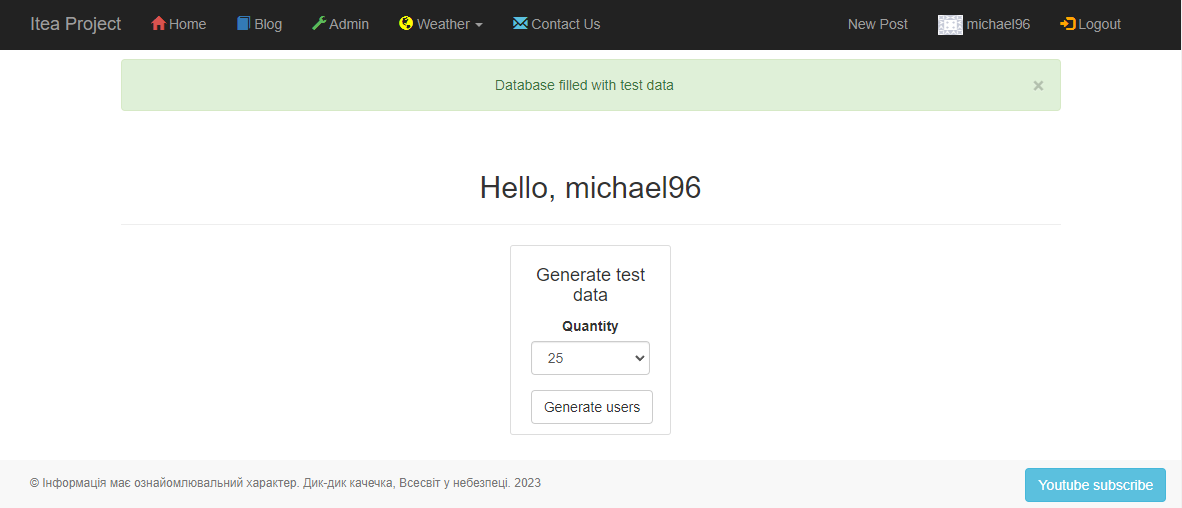 Itea Project Home Blog Admin Weather Contact Us New Post michael96 Logout
Database filled with test data ×
Hello, michael96
Generate test
data
Quantity
25
Generate users
© Інформація має ознайомлювальний характер. Дик-дик качечка, Всесвіт у небезпеці. 2023 Youtube subscribe